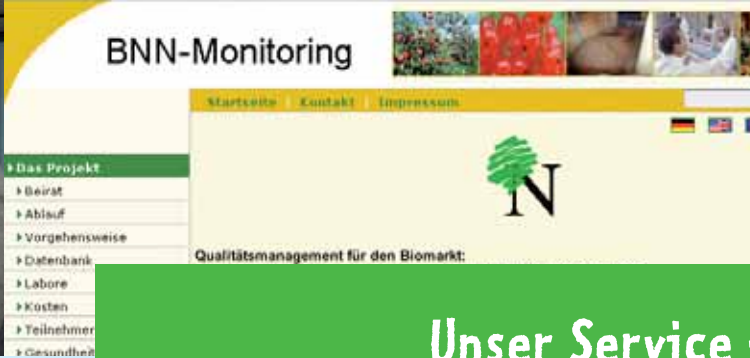 BNN-Monitoring
Startseite | Kontakt | Impressum
N
Das Projekt
Beirat
Ablauf
Vorgehensweise
Datenbank
Labore
Kosten
Teilnehmer
Gesundheit
Qualitätsmanagement für den Biomarkt:
Unser Service